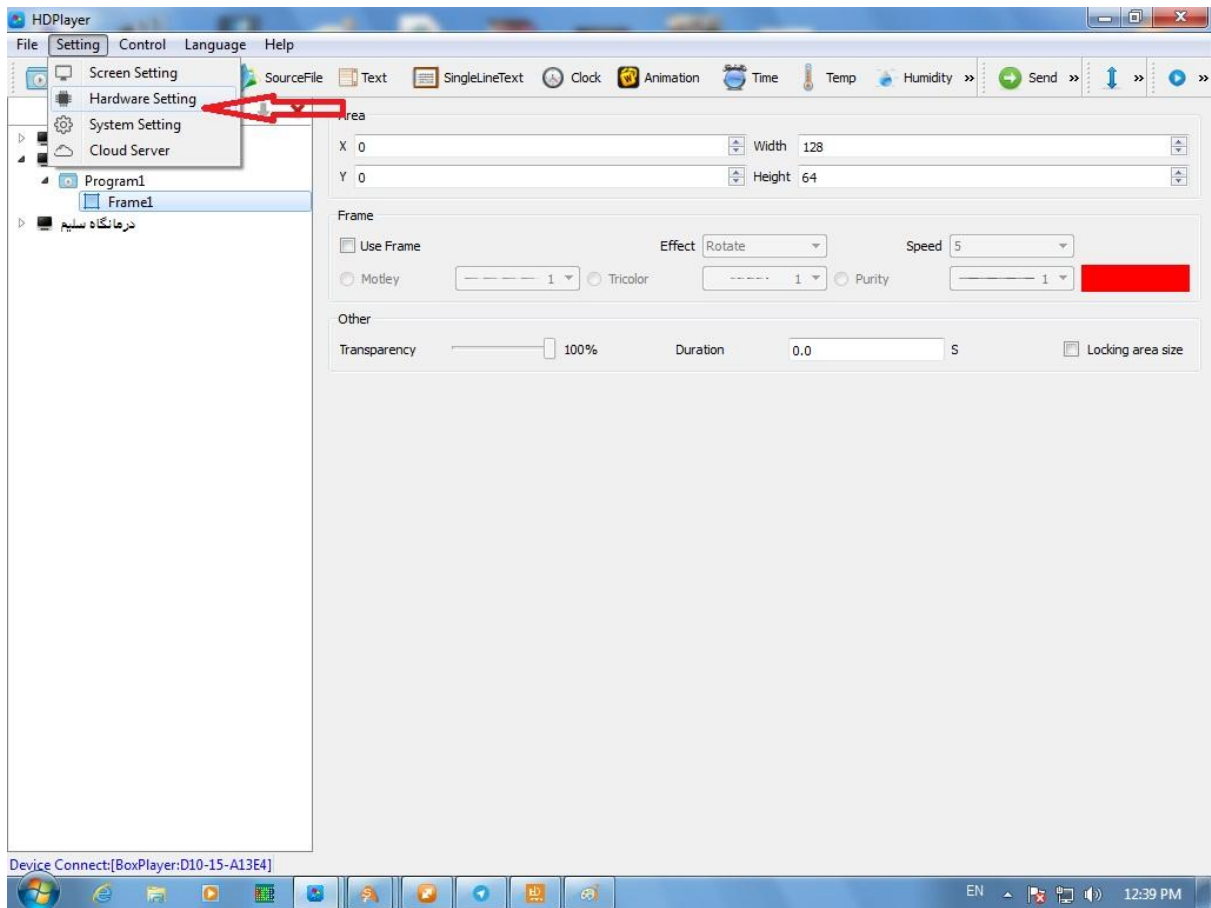 HDPlayer
File Setting Control Language Help
SourceFile Text SingleLineText Clock Animation Time Temp Humidity » Send » » »
Screen Setting
Hardware Setting
System Setting
Cloud Server
Program1
Frame1
درمانگاه سلیم
Area
X 0 Width 128
Y 0 Height 64
Frame
Use Frame Effect Rotate Speed 5
Motley 1 Tricolor 1 Purity 1
Other
Transparency 100% Duration 0.0 S Locking area size
Device Connect:[BoxPlayer:D10-15-A13E4]
EN 12:39 PM